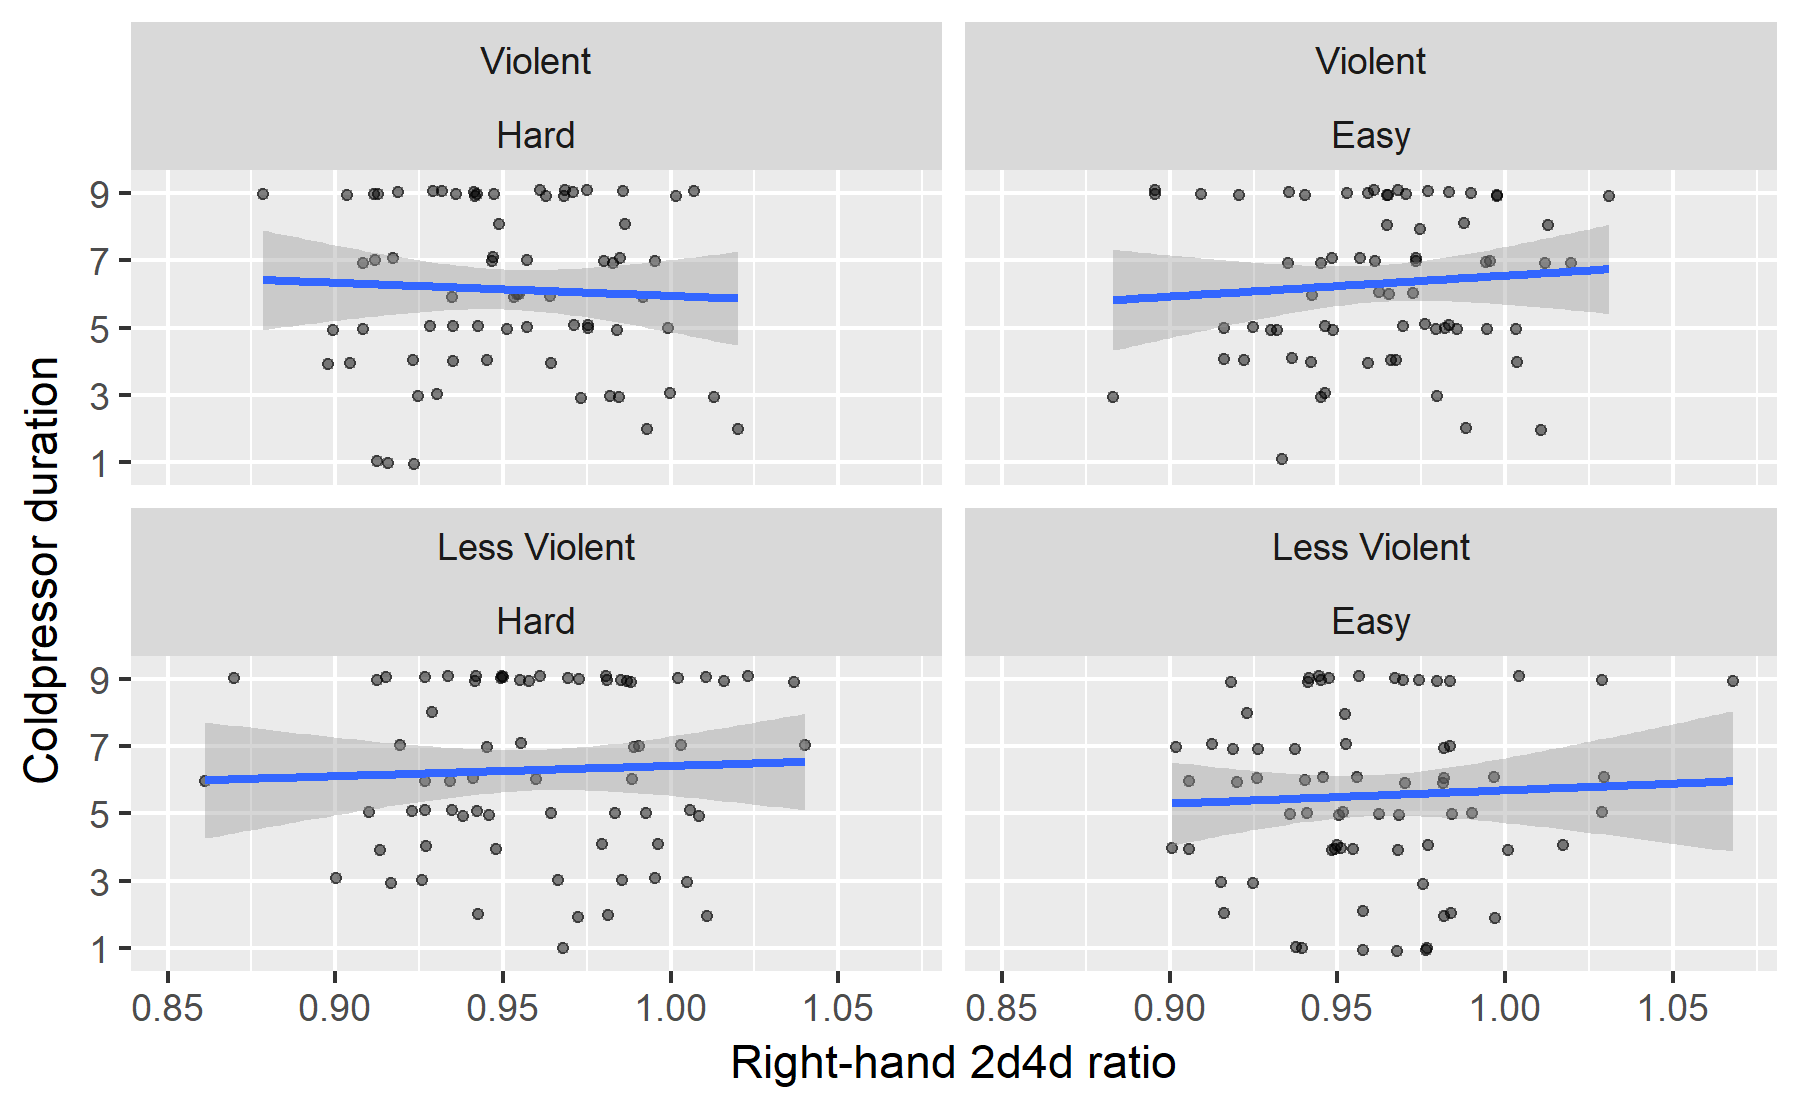 Violent
Hard
Violent
Easy
9
7
5
3
1
Less Violent
Hard
Less Violent
Easy
9
7
5
3
1
0.85 0.90 0.95 1.00 1.05
0.85 0.90 0.95 1.00 1.05
Right-hand 2d4d ratio
Coldpressor duration